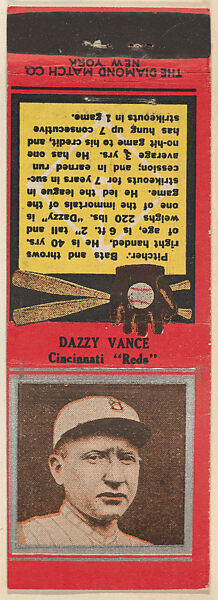 THE DIAMOND MATCH CO.
NEW YORK
Pitcher. Bats and throws
right handed. He is 40 yrs.
of age, 6 ft. 2" tall and
weighs 220 lbs. "Dazzy" is
one of the immortals of the
game. He led the league in
strikeouts for 7 years in suc-
cession; and in earned run
average 3 yrs. He has one
no-hit game to his credit, and
has hung up 7 consecutive
strikeouts in 1 game.
DAZZY VANCE
Cincinnati "Reds"